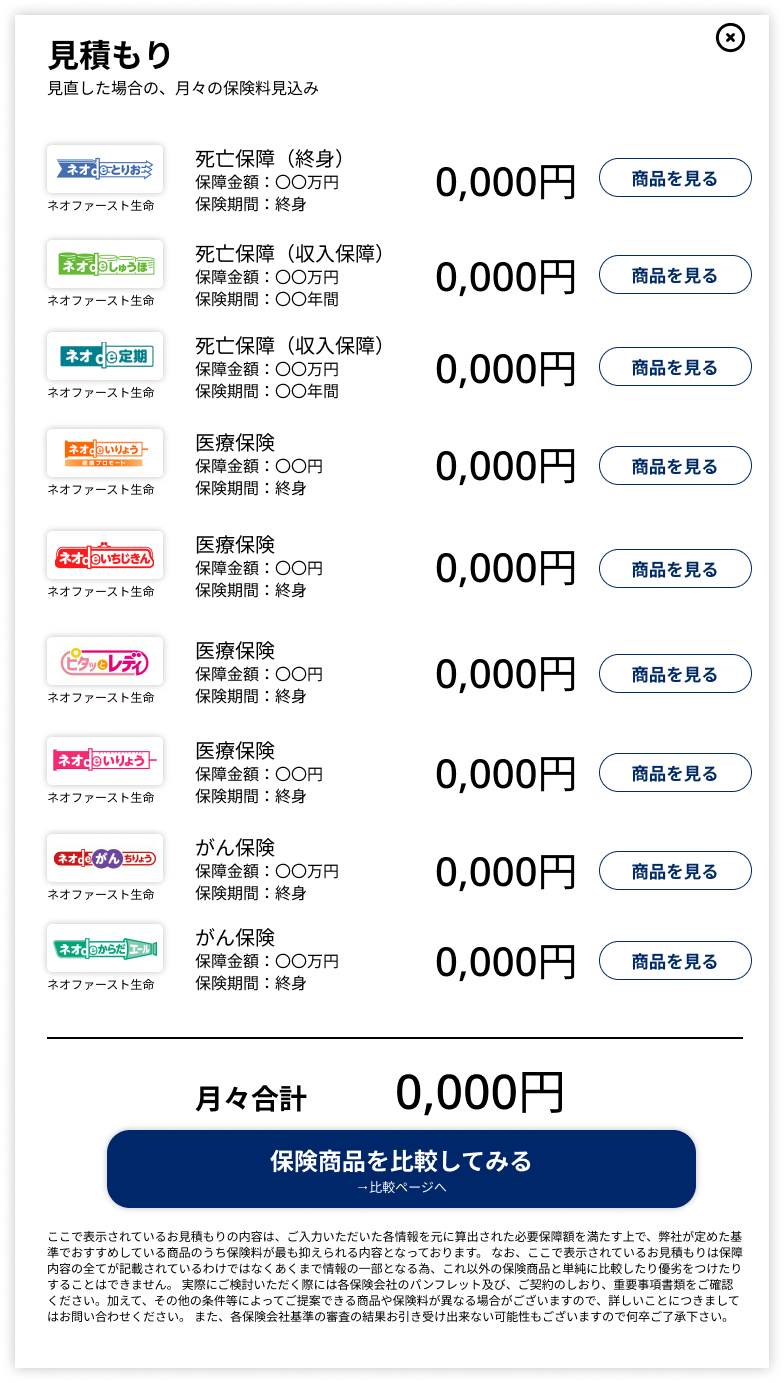 見積もり
見直した場合の、月々の保険料見込み
ネオdeとりお
ネオファースト生命
死亡保障（終身）
保障金額：〇〇万円
保険期間：終身
0,000円
商品を見る
ネオdeしゅうほ
ネオファースト生命
死亡保障（収入保障）
保障金額：〇〇万円
保険期間：〇〇年間
0,000円
商品を見る
ネオde定期
ネオファースト生命
死亡保障（収入保障）
保障金額：〇〇万円
保険期間：〇〇年間
0,000円
商品を見る
ネオdeいりょう
健康プロモート
ネオファースト生命
医療保険
保障金額：〇〇円
保険期間：終身
0,000円
商品を見る
ネオdeいちじきん
ネオファースト生命
医療保険
保障金額：〇〇円
保険期間：終身
0,000円
商品を見る
ピタッとレディ
ネオファースト生命
医療保険
保障金額：〇〇円
保険期間：終身
0,000円
商品を見る
ネオdeいりょう
ネオファースト生命
医療保険
保障金額：〇〇円
保険期間：終身
0,000円
商品を見る
ネオdeがんちりょう
ネオファースト生命
がん保険
保障金額：〇〇万円
保険期間：終身
0,000円
商品を見る
ネオdeからだエール
ネオファースト生命
がん保険
保障金額：〇〇万円
保険期間：終身
0,000円
商品を見る
月々合計
0,000円
保険商品を比較してみる
→比較ページへ
ここで表示されているお見積もりの内容は、ご入力いただいた各情報を元に算出された必要保障額を満たす上で、弊社が定めた基
準でおすすめしている商品のうち保険料が最も抑えられる内容となっております。 なお、ここで表示されているお見積もりは保障
内容の全てが記載されているわけではなくあくまで情報の一部となる為、これ以外の保険商品と単純に比較したり優劣をつけたり
することはできません。 実際にご検討いただく際には各保険会社のパンフレット及び、ご契約のしおり、重要事項書類をご確認
ください。加えて、その他の条件等によってご提案できる商品や保険料が異なる場合がございますので、詳しいことにつきまして
はお問い合わせください。 また、各保険会社基準の審査の結果お引き受け出来ない可能性もございますので何卒ご了承下さい。